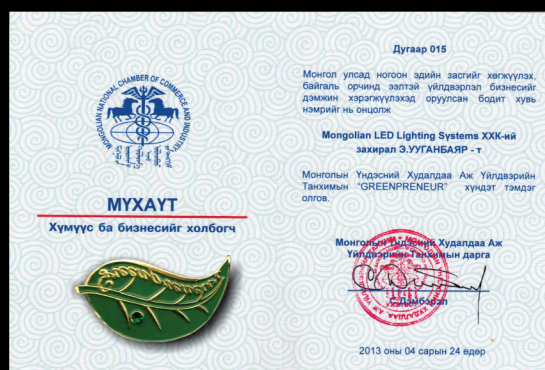 MONGOLIAN NATIONAL CHAMBER OF COMMERCE AND INDUSTRY
МҮХАҮТ
Хүмүүс ба бизнесийг холбогч
Дугаар 015
Монгол улсад ногоон эдийн засгийг хөгжүүлэх,
байгаль орчинд ээлтэй үйлдвэрлэл бизнесийг
дэмжин хэрэгжүүлэхэд оруулсан бодит хувь
нэмрийг нь онцолж
Mongolian LED Lighting Systems ХХК-ий
захирал Э.УУГАНБАЯР - т
Монголын Үндэсний Худалдаа Аж Үйлдвэрийн
Танхимын "GREENPRENEUR" хүндэт тэмдэг
олгов.
Монголын Үндэсний Худалдаа Аж
Үйлдвэрийн Танхимын дарга
С.Дэмбэрэл
2013 оны 04 сарын 24 өдөр